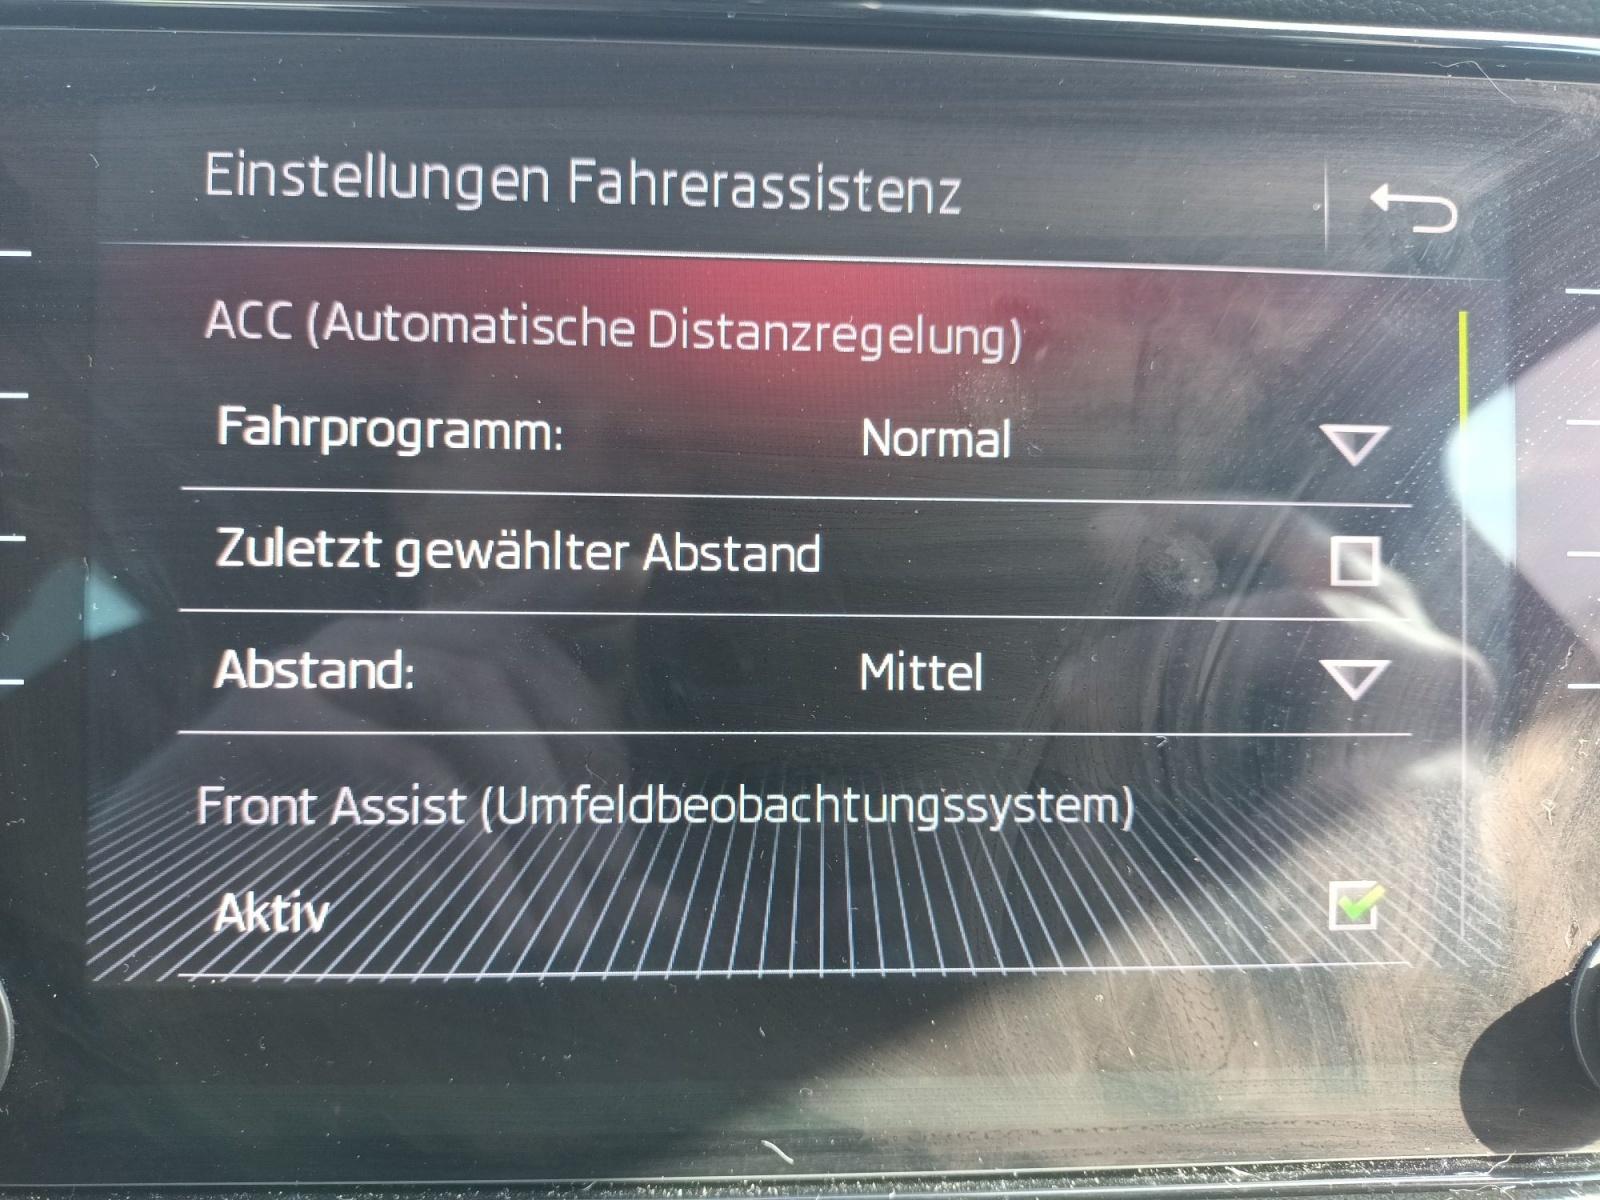 Einstellungen Fahrerassistenz
ACC (Automatische Distanzregelung)
Fahrprogramm: Normal
Zuletzt gewählter Abstand
Abstand: Mittel
Front Assist (Umfeldbeobachtungssystem)
Aktiv